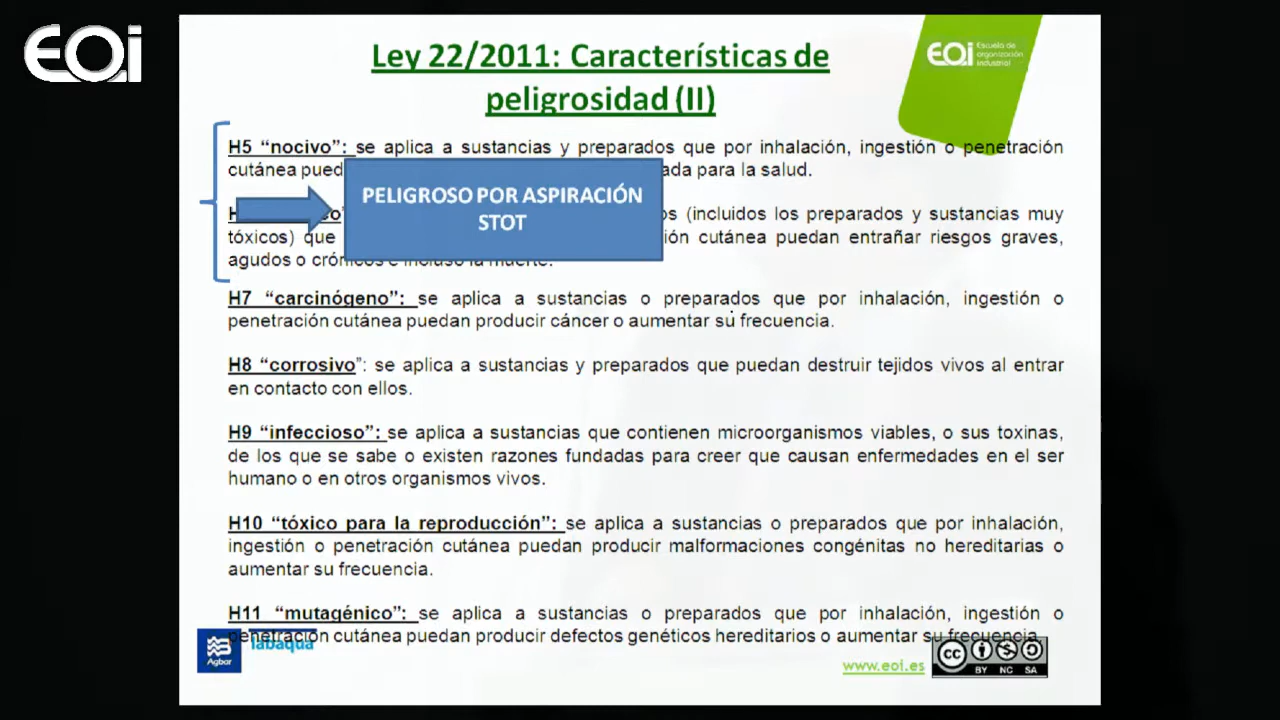 EOi
Ley 22/2011: Características de
peligrosidad (II)
EOi Escuela de
organización
industrial
H5 “nocivo”: se aplica a sustancias y preparados que por inhalación, ingestión o penetración
cutánea ada para la salud.
PELIGROSO POR ASPIRACIÓN
STOT
(incluidos los preparados y sustancias muy
tóxicos) que cutánea puedan entrañar riesgos graves,
agudos o crónicos e incluso la muerte.
H7 “carcinógeno”: se aplica a sustancias o preparados que por inhalación, ingestión o
penetración cutánea puedan producir cáncer o aumentar su frecuencia.
H8 “corrosivo”: se aplica a sustancias y preparados que puedan destruir tejidos vivos al entrar
en contacto con ellos.
H9 “infeccioso”: se aplica a sustancias que contienen microorganismos viables, o sus toxinas,
de los que se sabe o existen razones fundadas para creer que causan enfermedades en el ser
humano o en otros organismos vivos.
H10 “tóxico para la reproducción”: se aplica a sustancias o preparados que por inhalación,
ingestión o penetración cutánea puedan producir malformaciones congénitas no hereditarias o
aumentar su frecuencia.
H11 “mutagénico”: se aplica a sustancias o preparados que por inhalación, ingestión o
penetración cutánea puedan producir defectos genéticos hereditarios o aumentar su frecuencia.
Agbar
labaqua
www.eoi.es
cc BY NC SA